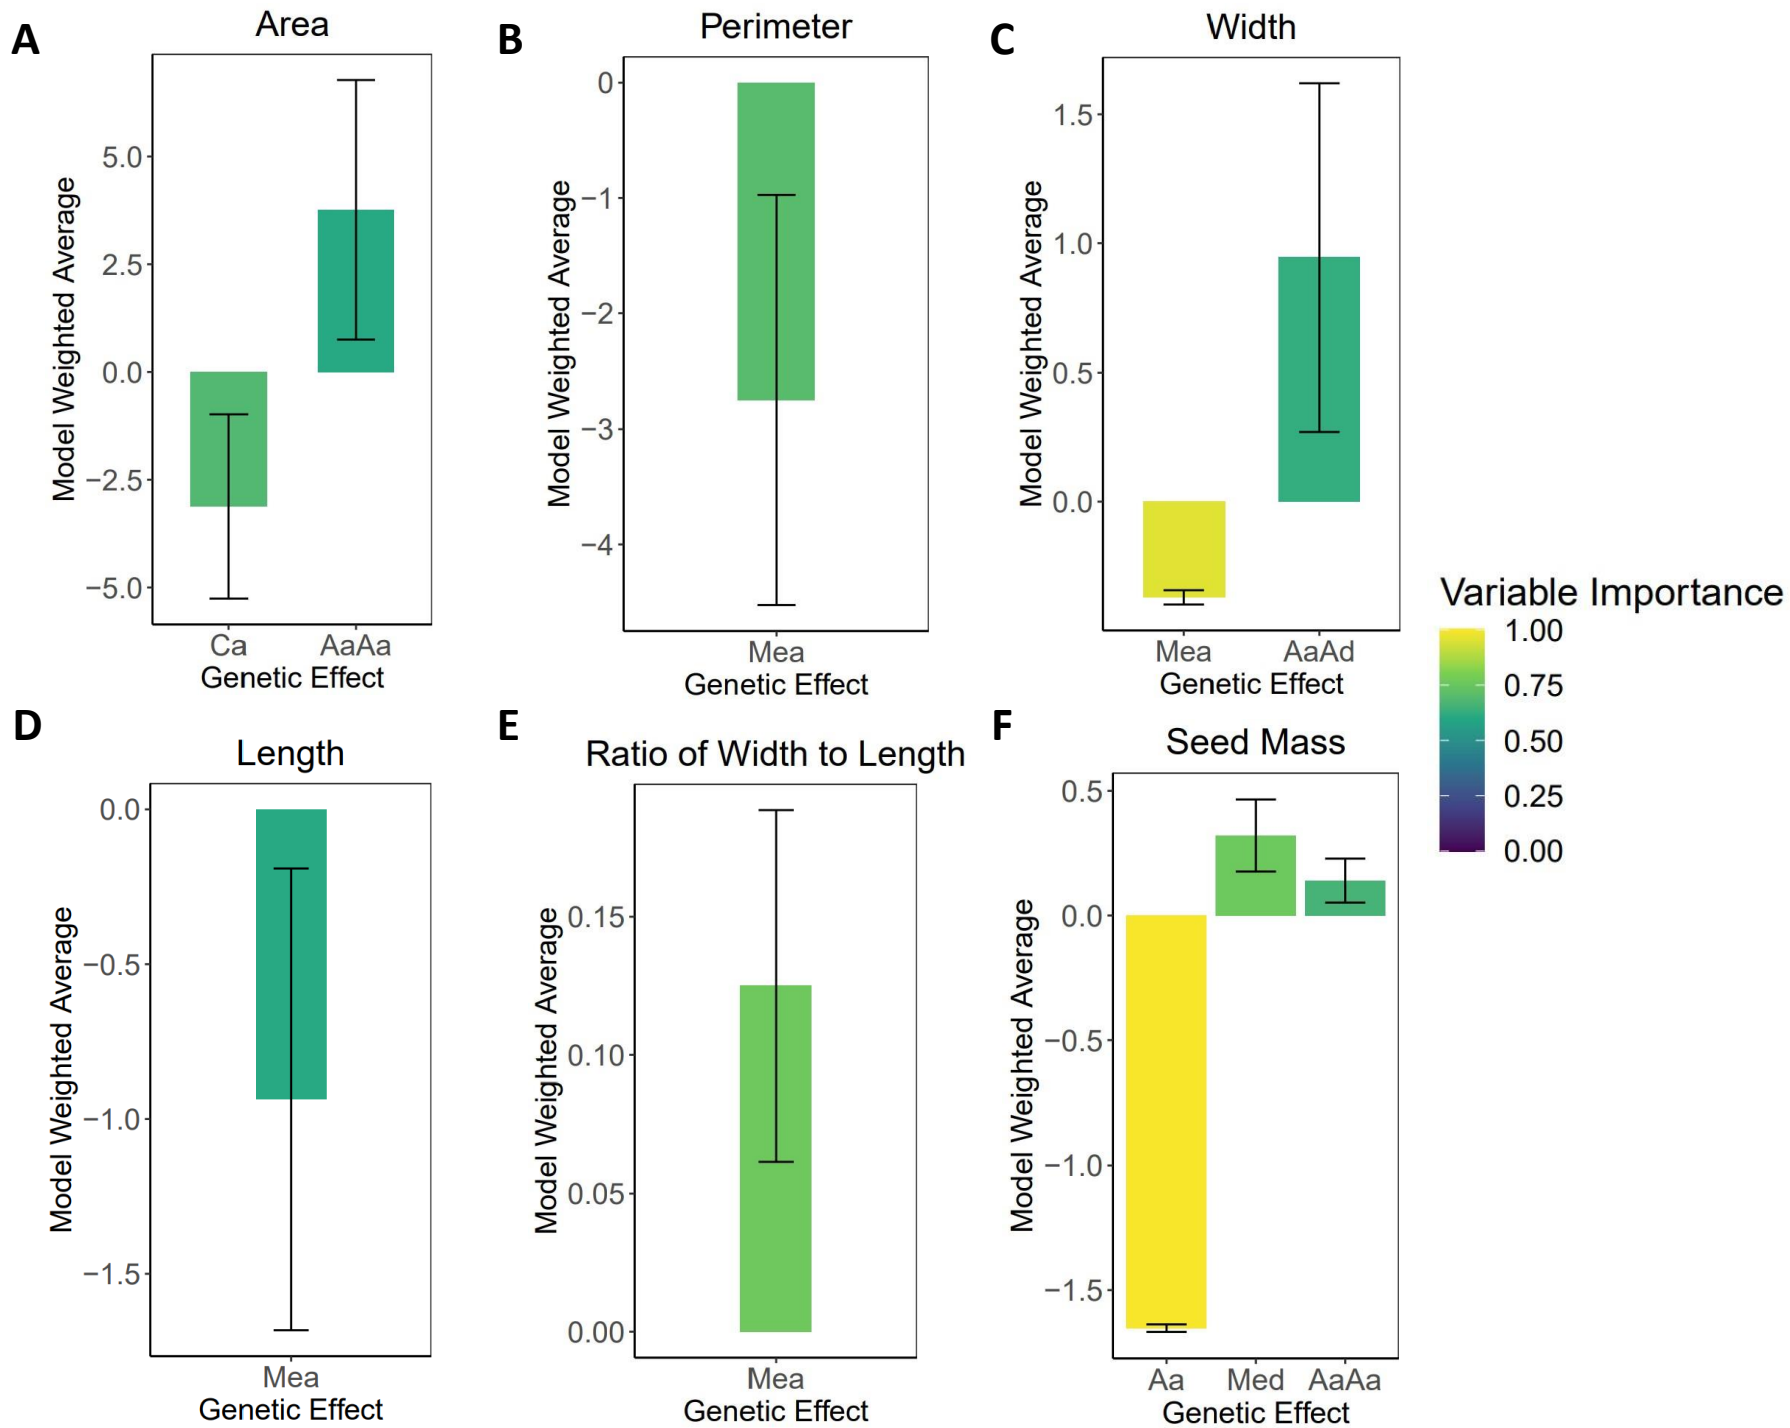 A
Area
Model Weighted Average
5.0
2.5
0.0
−2.5
−5.0
Ca AaAa
Genetic Effect
B
Perimeter
Model Weighted Average
0
−1
−2
−3
−4
Mea
Genetic Effect
C
Width
Model Weighted Average
1.5
1.0
0.5
0.0
Mea AaAd
Genetic Effect
Variable Importance
1.00
0.75
0.50
0.25
0.00
D
Length
Model Weighted Average
0.0
−0.5
−1.0
−1.5
Mea
Genetic Effect
E
Ratio of Width to Length
Model Weighted Average
0.15
0.10
0.05
0.00
Mea
Genetic Effect
F
Seed Mass
Model Weighted Average
0.5
0.0
−0.5
−1.0
−1.5
Aa Med AaAa
Genetic Effect